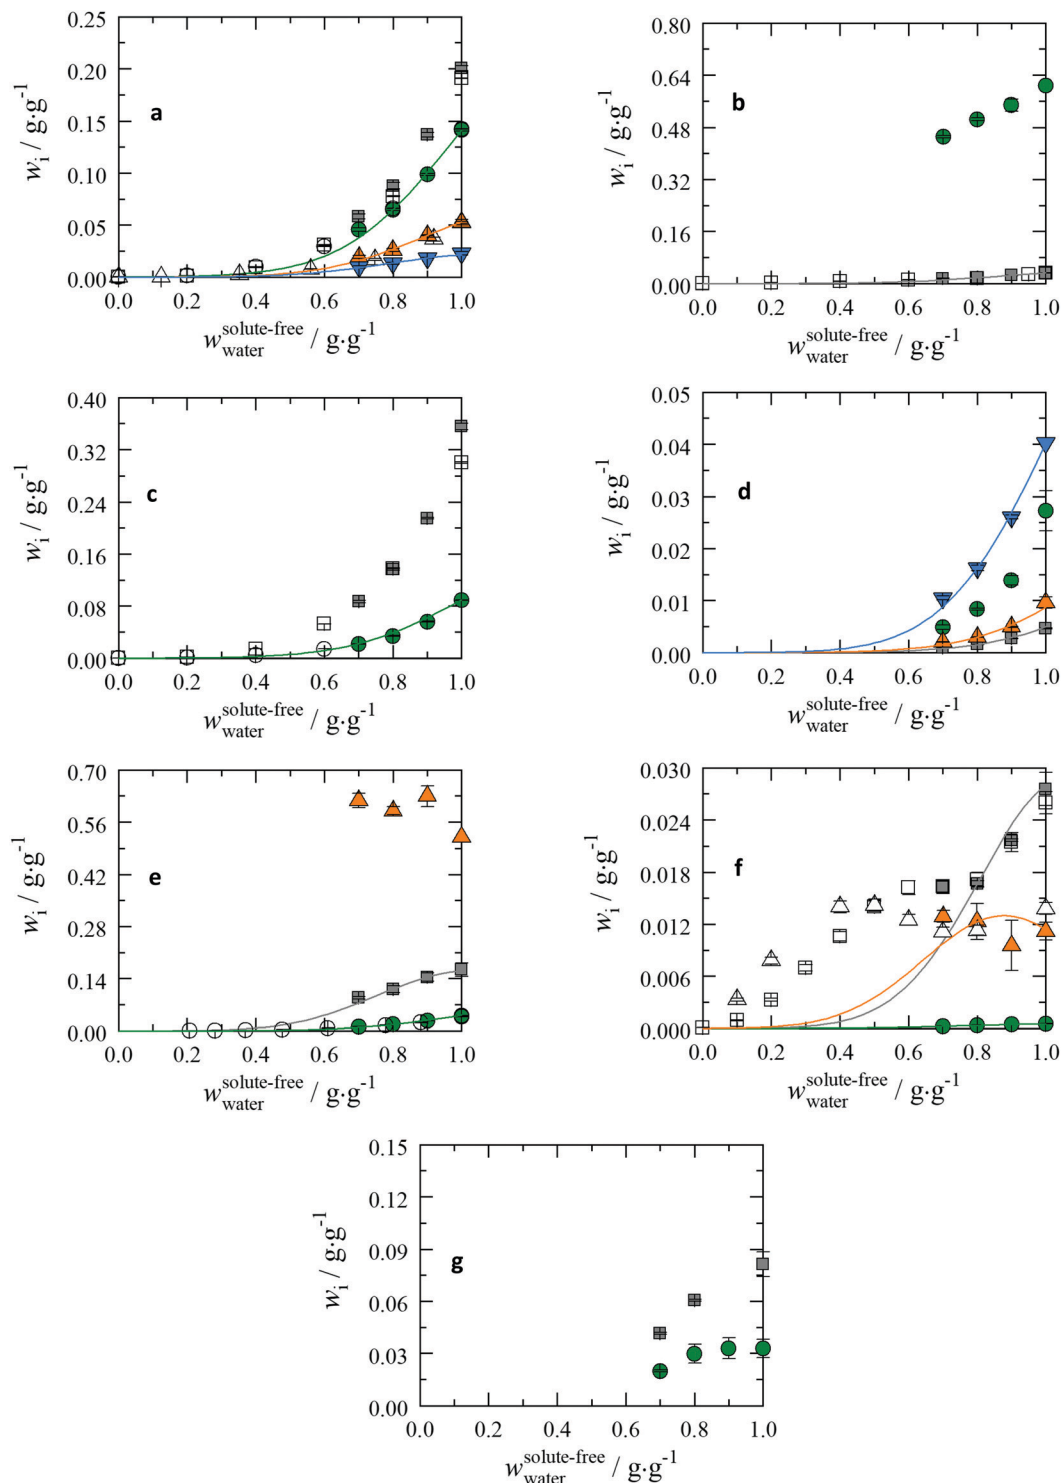 0.25
0.20
0.15
0.10
0.05
0.00
w_i / g·g⁻¹
a
0.0 0.2 0.4 0.6 0.8 1.0
w_water^solute-free / g·g⁻¹
0.80
0.64
0.48
0.32
0.16
0.00
w_i / g·g⁻¹
b
0.0 0.2 0.4 0.6 0.8 1.0
w_water^solute-free / g·g⁻¹
0.40
0.32
0.24
0.16
0.08
0.00
w_i / g·g⁻¹
c
0.0 0.2 0.4 0.6 0.8 1.0
w_water^solute-free / g·g⁻¹
0.05
0.04
0.03
0.02
0.01
0.00
w_i / g·g⁻¹
d
0.0 0.2 0.4 0.6 0.8 1.0
w_water^solute-free / g·g⁻¹
0.70
0.56
0.42
0.28
0.14
0.00
w_i / g·g⁻¹
e
0.0 0.2 0.4 0.6 0.8 1.0
w_water^solute-free / g·g⁻¹
0.030
0.024
0.018
0.012
0.006
0.000
w_i / g·g⁻¹
f
0.0 0.2 0.4 0.6 0.8 1.0
w_water^solute-free / g·g⁻¹
0.15
0.12
0.09
0.06
0.03
0.00
w_i / g·g⁻¹
g
0.0 0.2 0.4 0.6 0.8 1.0
w_water^solute-free / g·g⁻¹